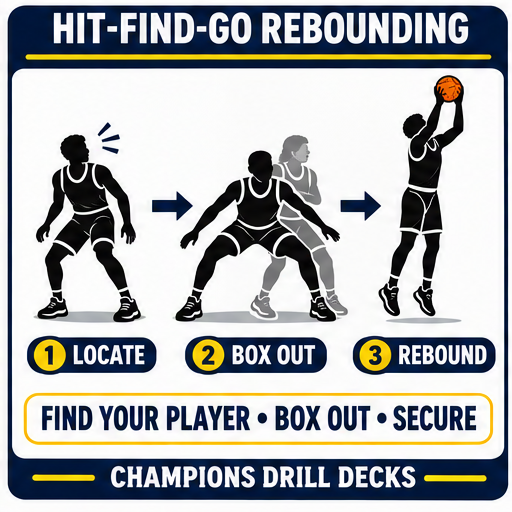 HIT-FIND-GO REBOUNDING
1 LOCATE
2 BOX OUT
3 REBOUND
FIND YOUR PLAYER • BOX OUT • SECURE
CHAMPIONS DRILL DECKS